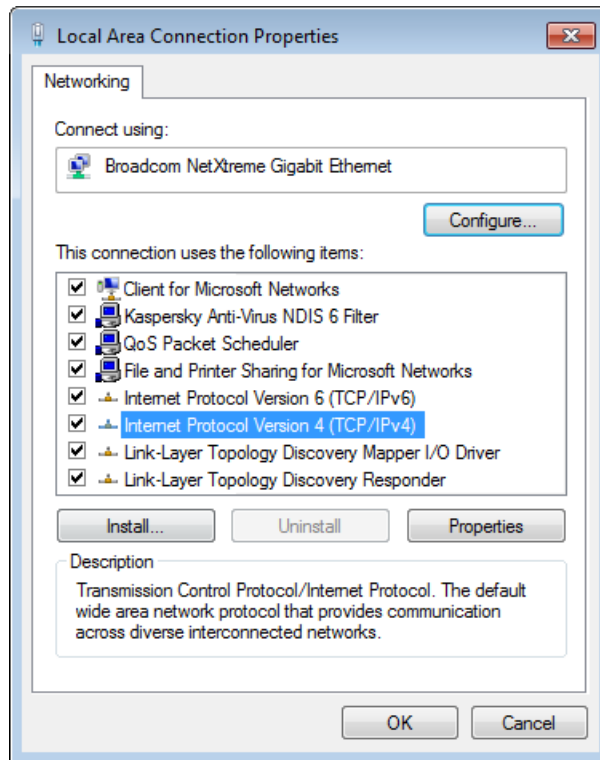 Local Area Connection Properties
Networking
Connect using:
Broadcom NetXtreme Gigabit Ethernet
Configure...
This connection uses the following items:
Client for Microsoft Networks
Kaspersky Anti-Virus NDIS 6 Filter
QoS Packet Scheduler
File and Printer Sharing for Microsoft Networks
Internet Protocol Version 6 (TCP/IPv6)
Internet Protocol Version 4 (TCP/IPv4)
Link-Layer Topology Discovery Mapper I/O Driver
Link-Layer Topology Discovery Responder
Install... Uninstall Properties
Description
Transmission Control Protocol/Internet Protocol. The default
wide area network protocol that provides communication
across diverse interconnected networks.
OK Cancel